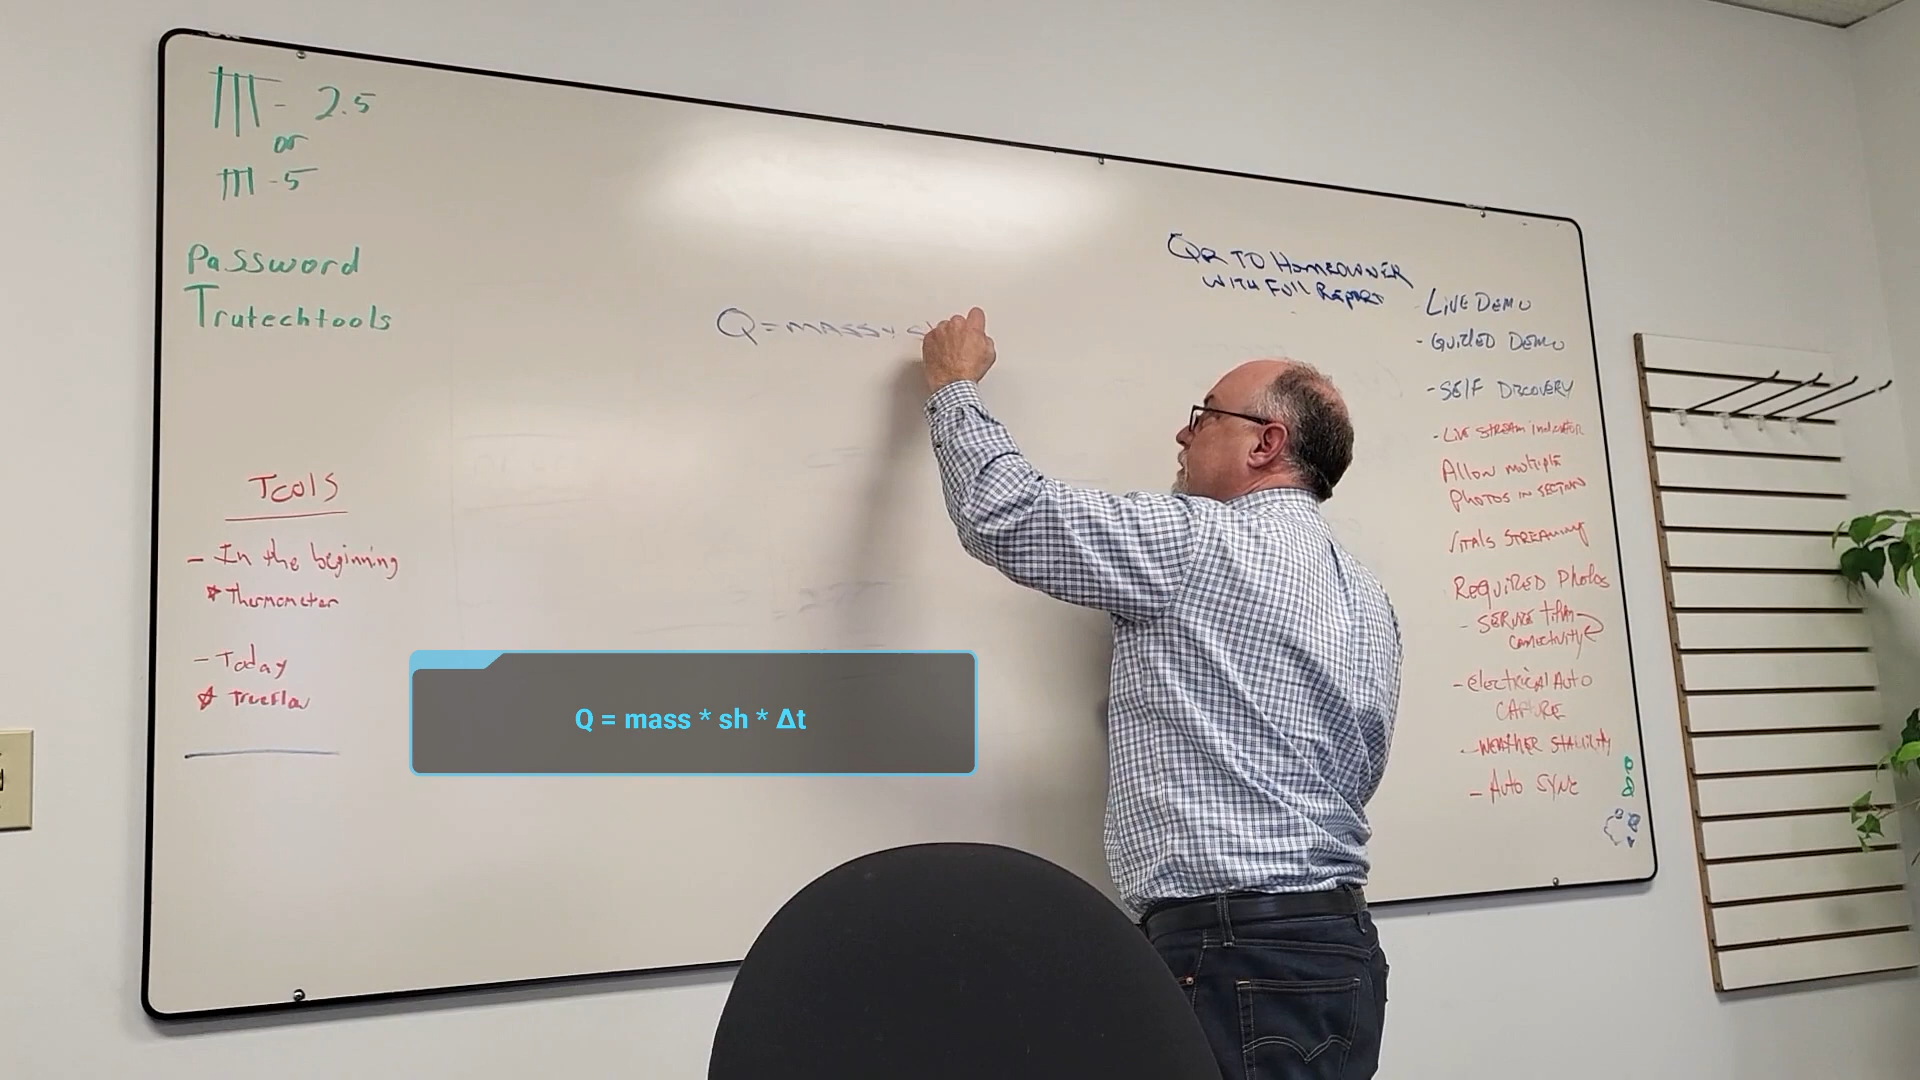 TTT - 2.5
or
TTT - 5
Password
Trutechtools
Tools
- In the beginning
* Thermometer
- Today
* TrueFlow
Q = MASS x SH
Q = mass * sh * Δt
QR TO HOMEOWNER
WITH Full REPORT
- LIVE DEMO
- GUIDED DEMO
- SElF DISCOVERY
- LIVE STREAM INDICATOR
Allow multiple
PHOTOS IN SECTION
VITALS STREAMING
REQUIRED Photos
- SERVICE Titan
CONNECTIVITY
- ElECTRICAl AUTO
CAPTURE
- WEATHER STABILITY
- AUTO SYNC